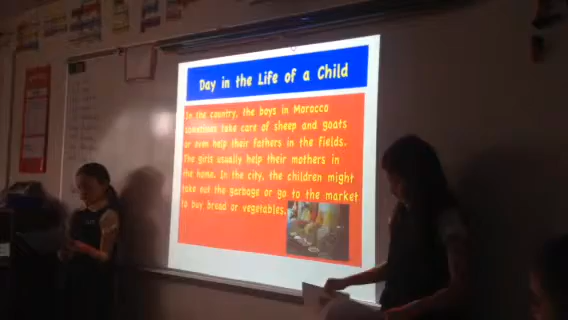 Day in the Life of a Child
In the country, the boys in Morocco
sometimes take care of sheep and goats
or even help their fathers in the fields.
The girls usually help their mothers in
the home. In the city, the children might
take out the garbage or go to the market
to buy bread or vegetables.